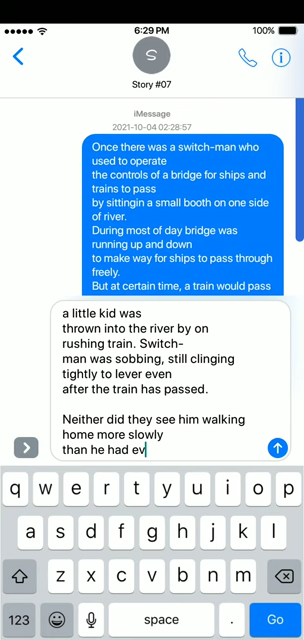 6:29 PM
100%
S
Story #07
iMessage
2021-10-04 02:28:57
Once there was a switch-man who
used to operate
the controls of a bridge for ships and
trains to pass
by sittingin a small booth on one side
of river.
During most of day bridge was
running up and down
to make way for ships to pass through
freely.
But at certain time, a train would pass
a little kid was
thrown into the river by on
rushing train. Switch-
man was sobbing, still clinging
tightly to lever even
after the train has passed.
Neither did they see him walking
home more slowly
than he had ev
q w e r t y u i o p
a s d f g h j k l
z x c v b n m
123 space . Go